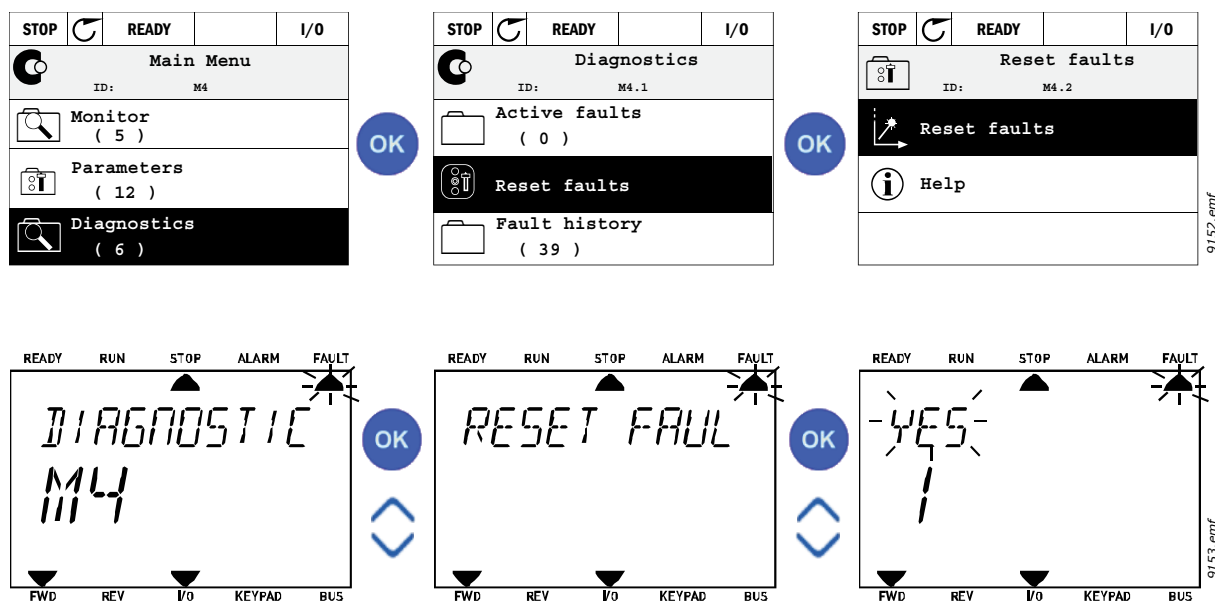 STOP READY I/O
Main Menu
ID: M4
Monitor
( 5 )
Parameters
( 12 )
Diagnostics
( 6 )
OK
STOP READY I/O
Diagnostics
ID: M4.1
Active faults
( 0 )
Reset faults
Fault history
( 39 )
OK
STOP READY I/O
Reset faults
ID: M4.2
Reset faults
Help
9152.emf
READY RUN STOP ALARM FAULT
DIAGNOSTIC
M4
FWD REV I/0 KEYPAD BUS
OK
READY RUN STOP ALARM FAULT
RESET FAUL
FWD REV I/0 KEYPAD BUS
OK
READY RUN STOP ALARM FAULT
YES
1
FWD REV I/0 KEYPAD BUS
9153.emf